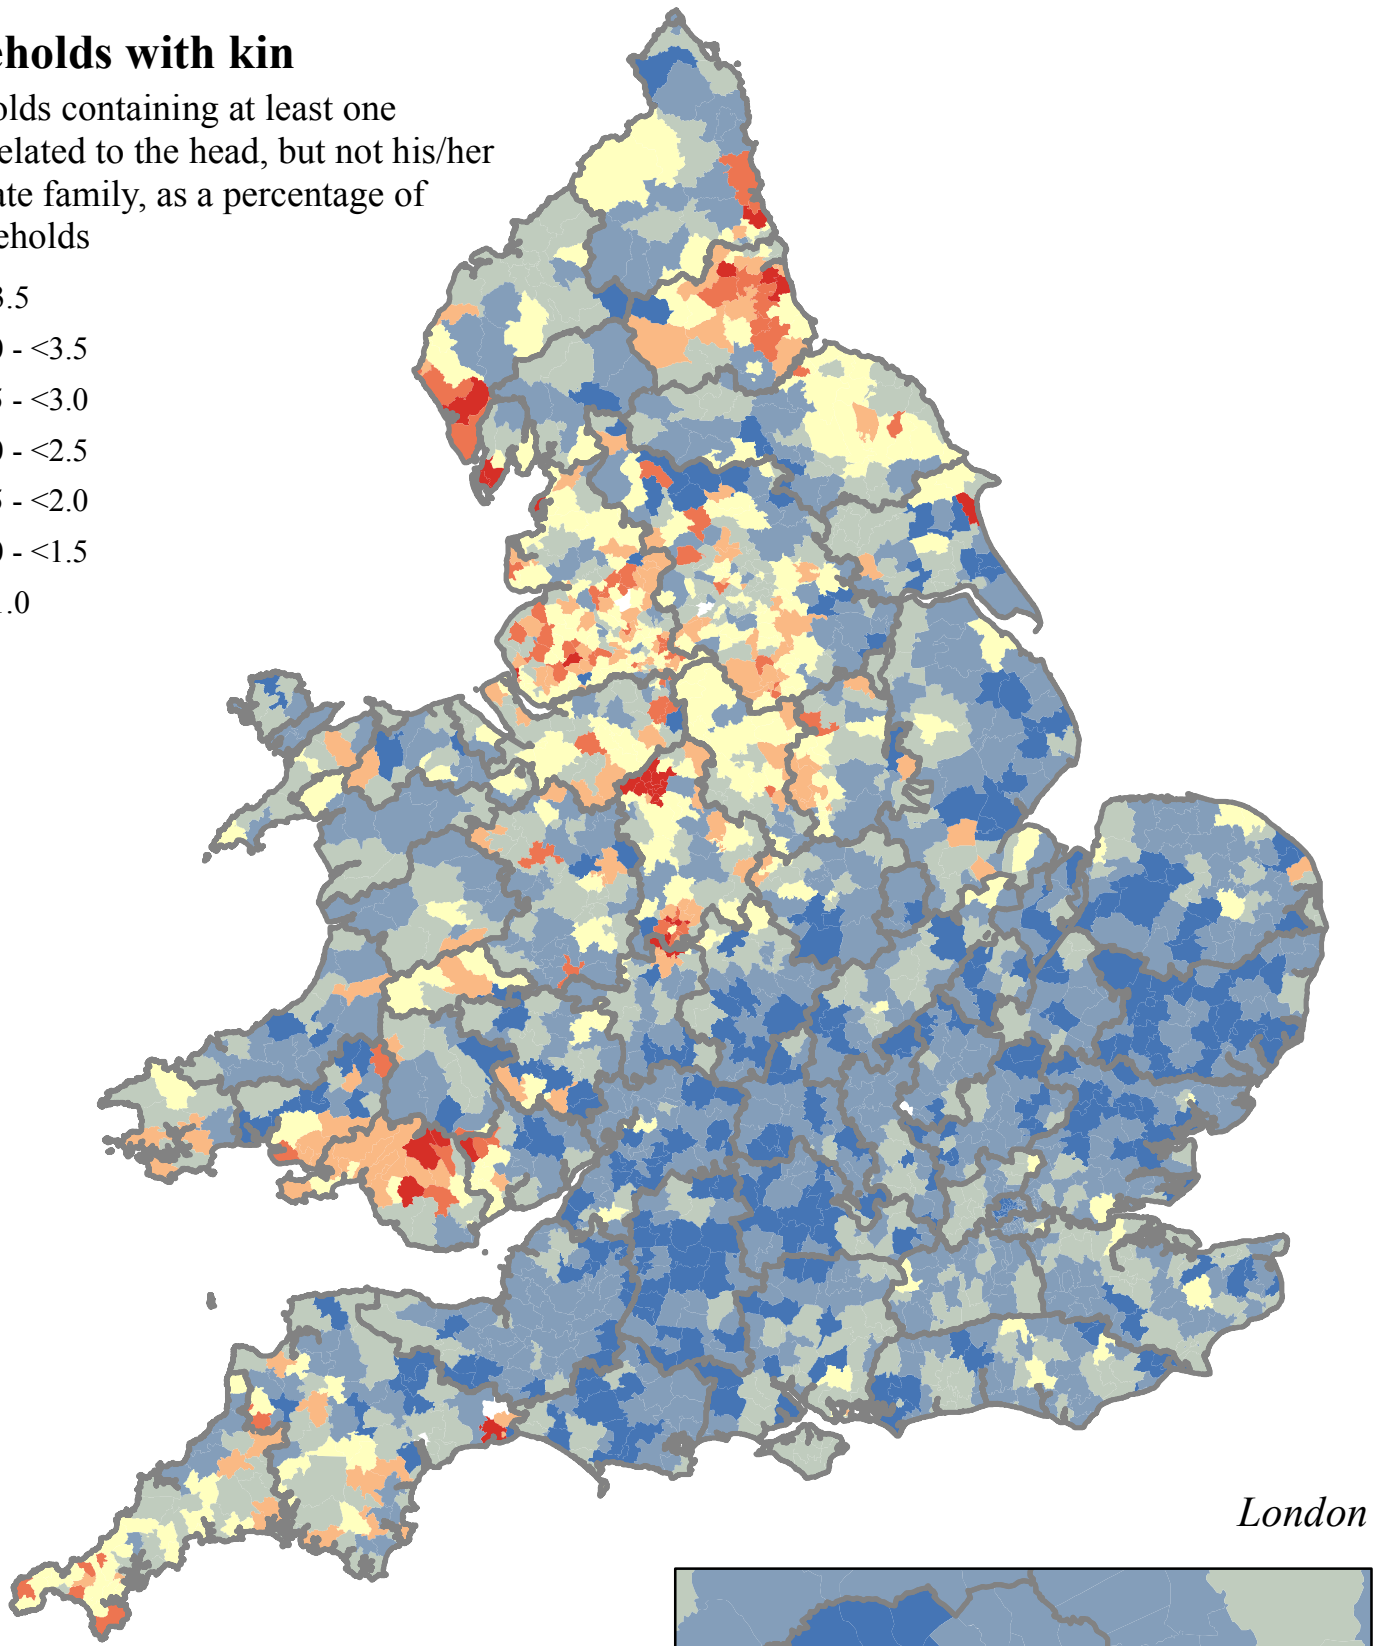 eholds with kin
olds containing at least one
elated to the head, but not his/her
ate family, as a percentage of
eholds
3.5
0 - <3.5
5 - <3.0
0 - <2.5
5 - <2.0
0 - <1.5
1.0
London